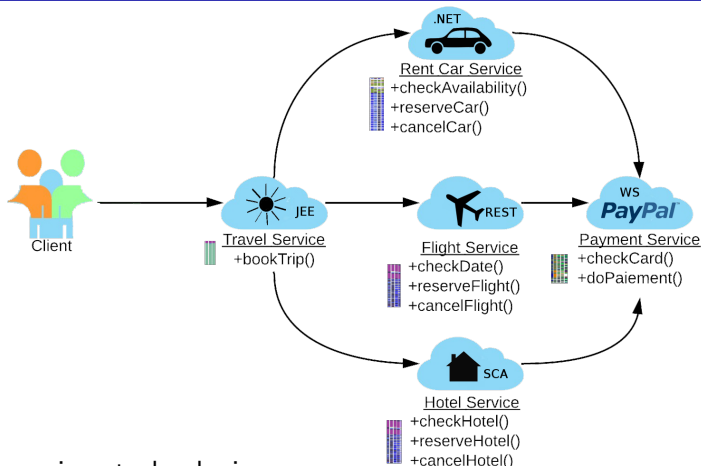 .NET
Rent Car Service
+checkAvailability()
+reserveCar()
+cancelCar()
Client
JEE
Travel Service
+bookTrip()
REST
Flight Service
+checkDate()
+reserveFlight()
+cancelFlight()
WS
PayPal
Payment Service
+checkCard()
+doPaiement()
SCA
Hotel Service
+checkHotel()
+reserveHotel()
+cancelHotel()